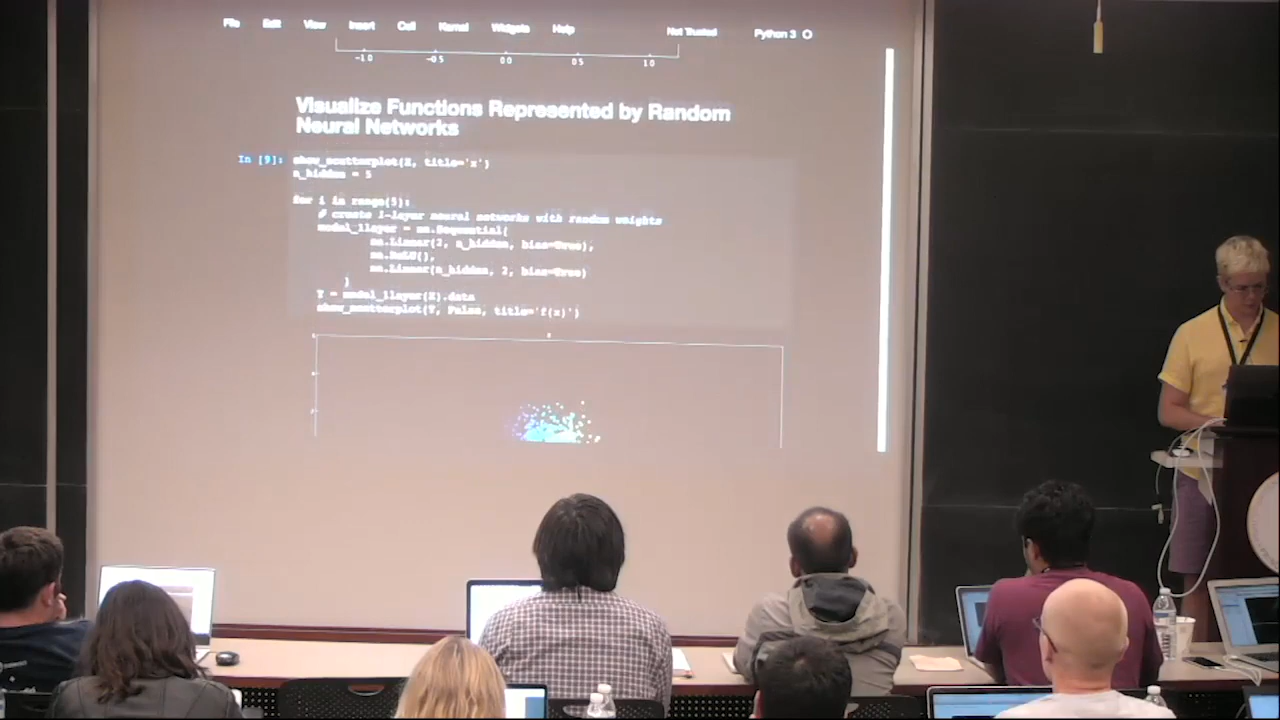 File Edit View Insert Cell Kernel Widgets Help Not Trusted Python 3
-1.0 -0.5 0.0 0.5 1.0
Visualize Functions Represented by Random
Neural Networks
In [9]: show_scatterplot(X, title='x')
n_hidden = 5
for i in range(5):
# create 1-layer neural networks with random weights
model_1layer = nn.Sequential(
nn.Linear(2, n_hidden, bias=True),
nn.ReLU(),
nn.Linear(n_hidden, 2, bias=True)
)
Y = model_1layer(X).data
show_scatterplot(Y, False, title='f(x)')